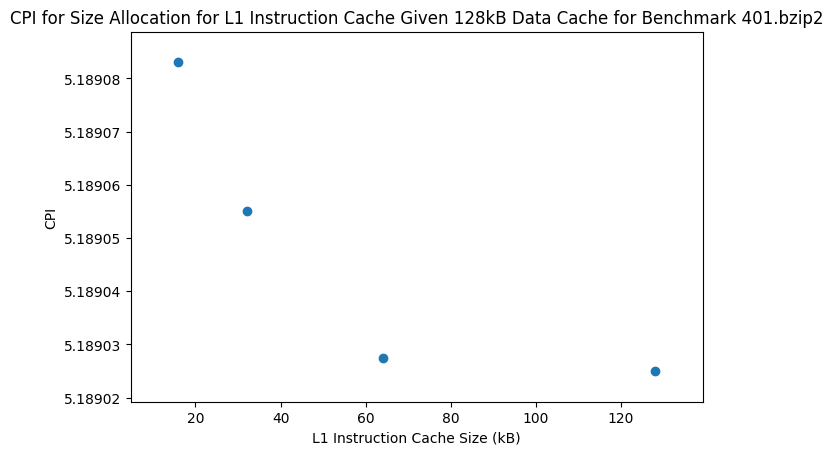 CPI for Size Allocation for L1 Instruction Cache Given 128kB Data Cache for Benchmark 401.bzip2
5.18908
5.18907
5.18906
5.18905
5.18904
5.18903
5.18902
CPI
20 40 60 80 100 120
L1 Instruction Cache Size (kB)